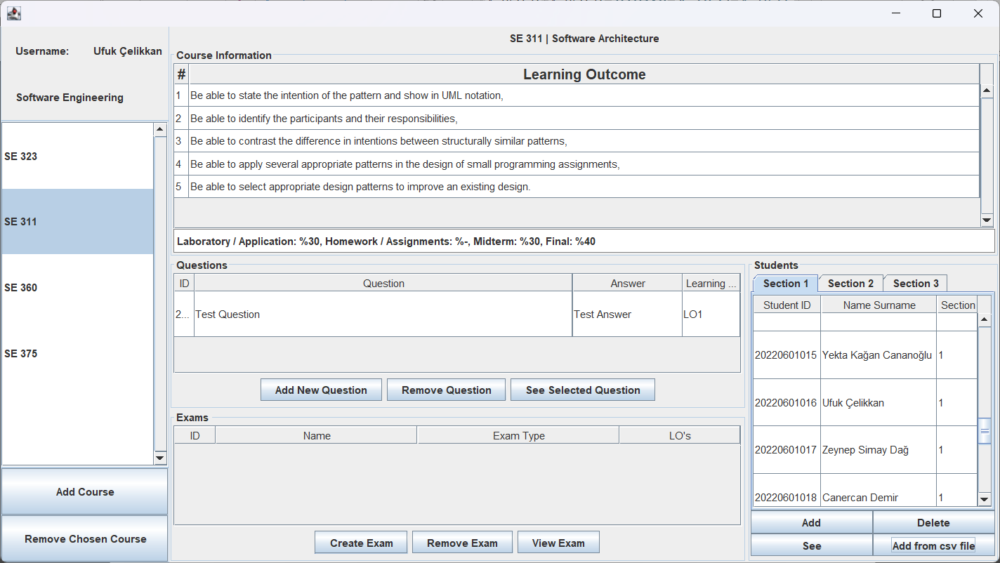 Username: Ufuk Çelikkan
Software Engineering
SE 323
SE 311
SE 360
SE 375
Add Course
Remove Chosen Course
SE 311 | Software Architecture
Course Information
# Learning Outcome
1 Be able to state the intention of the pattern and show in UML notation,
2 Be able to identify the participants and their responsibilities,
3 Be able to contrast the difference in intentions between structurally similar patterns,
4 Be able to apply several appropriate patterns in the design of small programming assignments,
5 Be able to select appropriate design patterns to improve an existing design.
Laboratory / Application: %30, Homework / Assignments: %-, Midterm: %30, Final: %40
Questions
ID Question Answer Learning ...
2... Test Question Test Answer LO1
Add New Question Remove Question See Selected Question
Exams
ID Name Exam Type LO's
Create Exam Remove Exam View Exam
Students
Section 1 Section 2 Section 3
Student ID Name Surname Section
20220601015 Yekta Kağan Cananoğlu 1
20220601016 Ufuk Çelikkan 1
20220601017 Zeynep Simay Dağ 1
20220601018 Canercan Demir 1
Add Delete
See Add from csv file